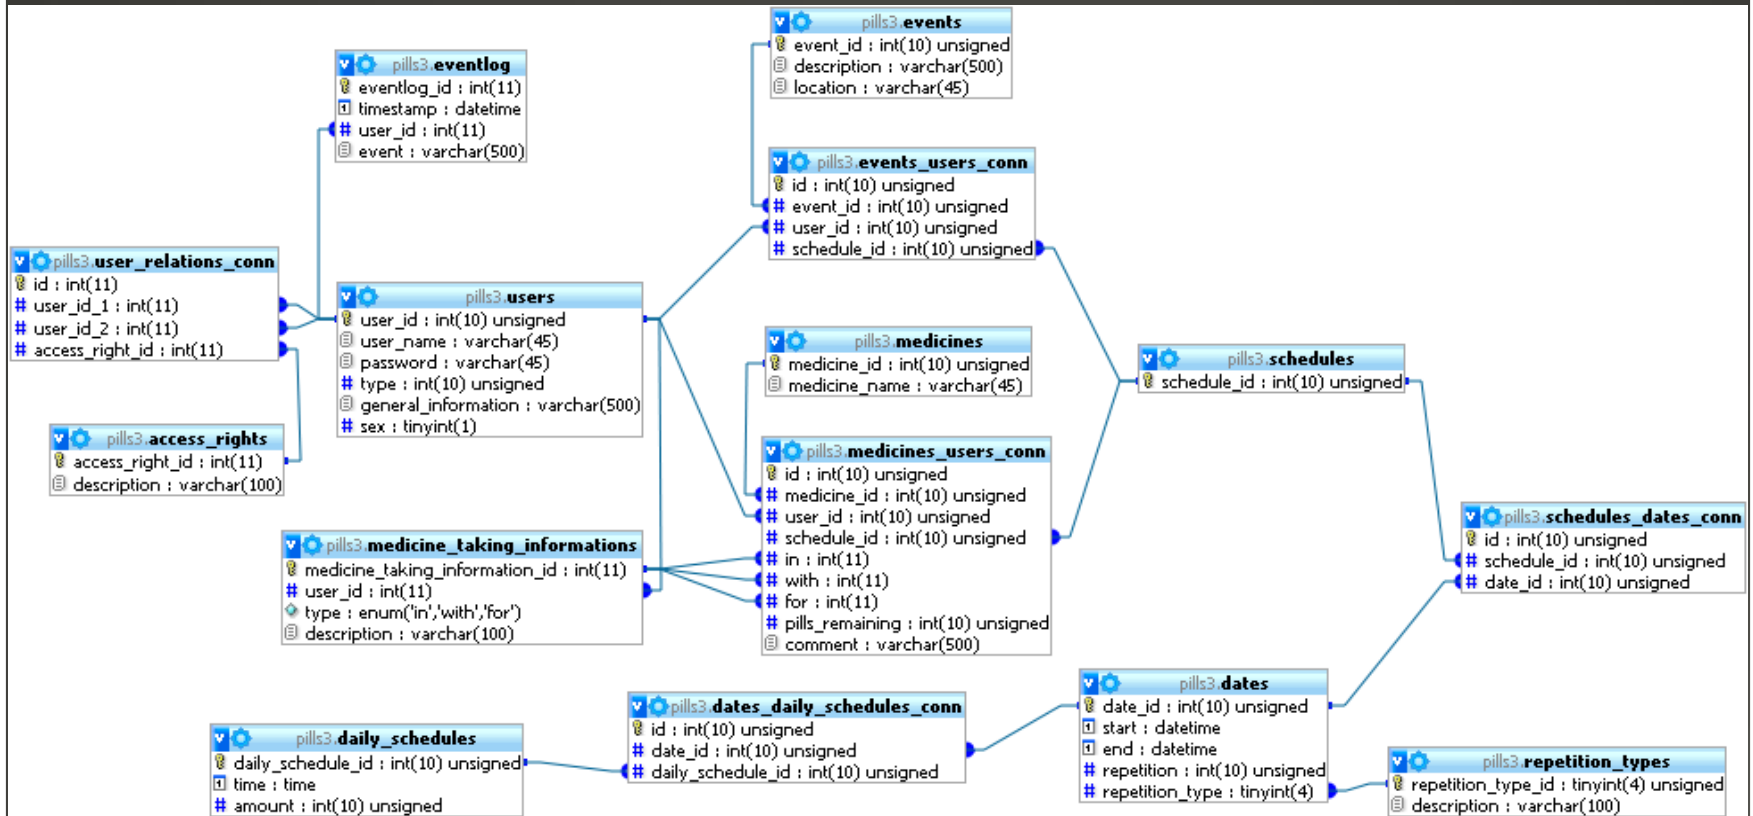 pills3.events
event_id : int(10) unsigned
description : varchar(500)
location : varchar(45)
pills3.eventlog
eventlog_id : int(11)
timestamp : datetime
user_id : int(11)
event : varchar(500)
pills3.events_users_conn
id : int(10) unsigned
event_id : int(10) unsigned
user_id : int(10) unsigned
schedule_id : int(10) unsigned
pills3.user_relations_conn
id : int(11)
user_id_1 : int(11)
user_id_2 : int(11)
access_right_id : int(11)
pills3.users
user_id : int(10) unsigned
user_name : varchar(45)
password : varchar(45)
type : int(10) unsigned
general_information : varchar(500)
sex : tinyint(1)
pills3.medicines
medicine_id : int(10) unsigned
medicine_name : varchar(45)
pills3.schedules
schedule_id : int(10) unsigned
pills3.access_rights
access_right_id : int(11)
description : varchar(100)
pills3.medicines_users_conn
id : int(10) unsigned
medicine_id : int(10) unsigned
user_id : int(10) unsigned
schedule_id : int(10) unsigned
in : int(11)
with : int(11)
for : int(11)
pills_remaining : int(10) unsigned
comment : varchar(500)
pills3.schedules_dates_conn
id : int(10) unsigned
schedule_id : int(10) unsigned
date_id : int(10) unsigned
pills3.medicine_taking_informations
medicine_taking_information_id : int(11)
user_id : int(11)
type : enum('in','with','for')
description : varchar(100)
pills3.dates
date_id : int(10) unsigned
start : datetime
end : datetime
repetition : int(10) unsigned
repetition_type : tinyint(4)
pills3.dates_daily_schedules_conn
id : int(10) unsigned
date_id : int(10) unsigned
daily_schedule_id : int(10) unsigned
pills3.daily_schedules
daily_schedule_id : int(10) unsigned
time : time
amount : int(10) unsigned
pills3.repetition_types
repetition_type_id : tinyint(4) unsigned
description : varchar(100)